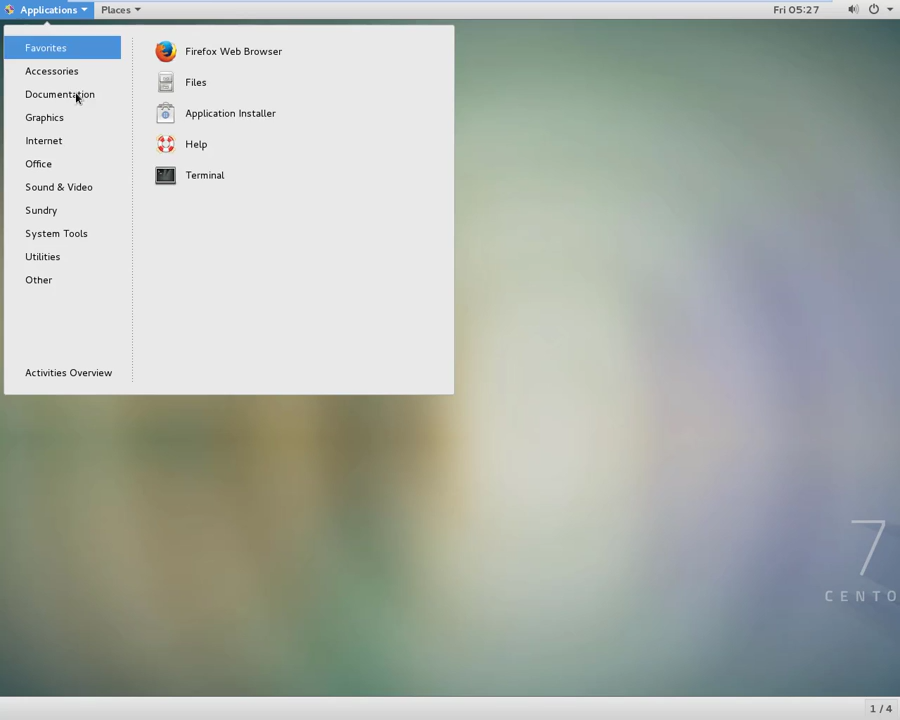 Applications Places Fri 05:27
Favorites
Accessories
Documentation
Graphics
Internet
Office
Sound & Video
Sundry
System Tools
Utilities
Other
Activities Overview
Firefox Web Browser
Files
Application Installer
Help
Terminal
7
CENTO
1 / 4